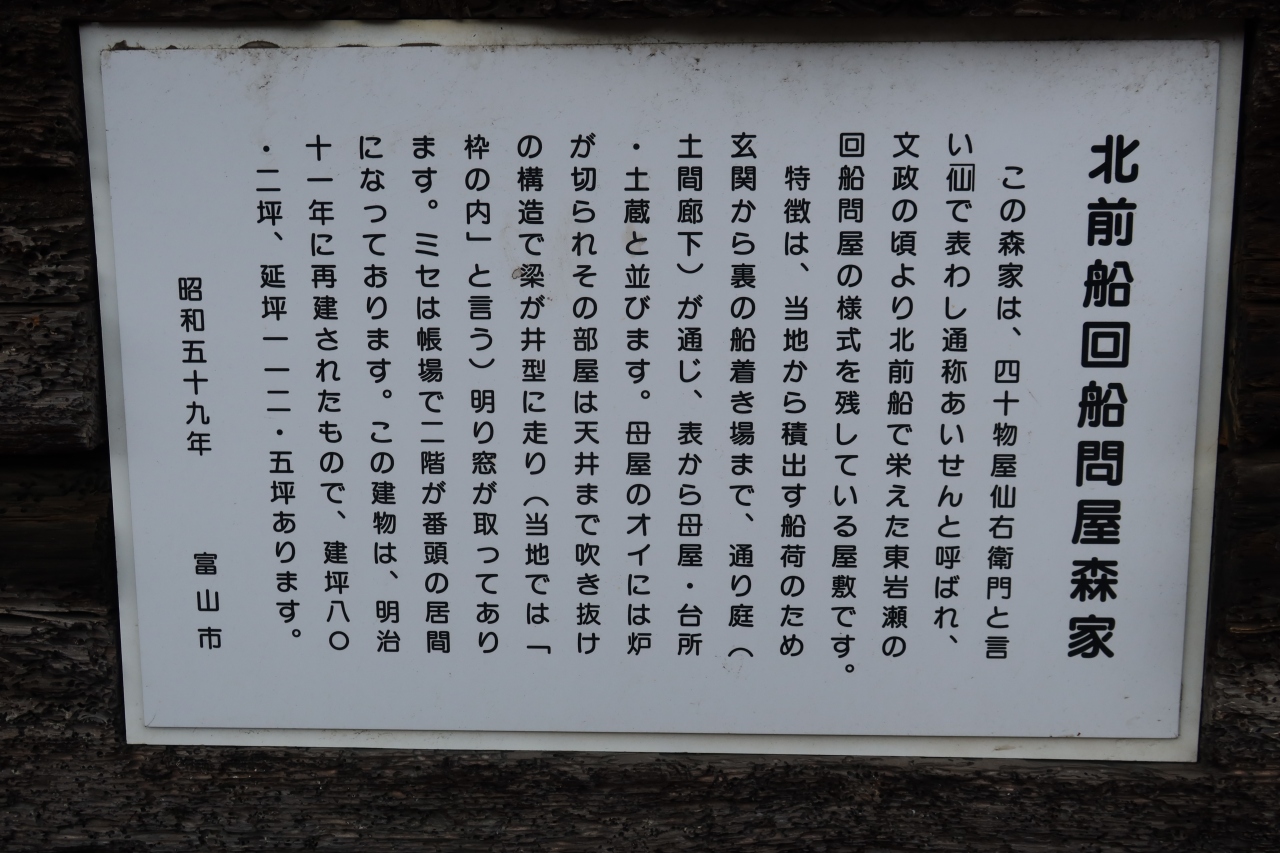 北前船回船問屋森家
この森家は、四十物屋仙右衛門と言
い仙で表わし通称あいせんと呼ばれ、
文政の頃より北前船で栄えた東岩瀬の
回船問屋の様式を残している屋敷です。
特徴は、当地から積出す船荷のため
玄関から裏の船着き場まで、通り庭（
土間廊下）が通じ、表から母屋・台所
・土蔵と並びます。母屋のオイには炉
が切られその部屋は天井まで吹き抜け
の構造で梁が井型に走り（当地では「
枠の内」と言う）明り窓が取ってあり
ます。ミセは帳場で二階が番頭の居間
になっております。この建物は、明治
十一年に再建されたもので、建坪八〇
・二坪、延坪一一二・五坪あります。
昭和五十九年 富山市